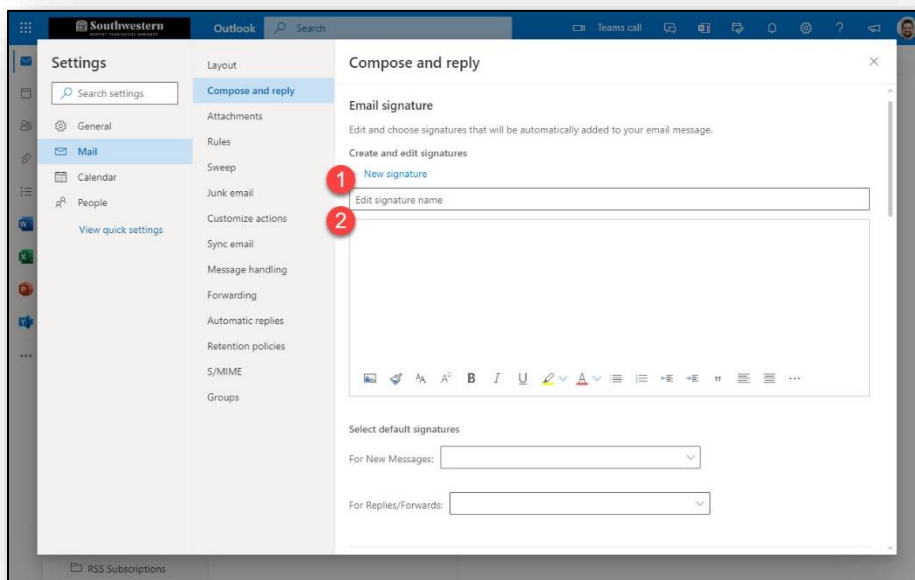 Southwestern
BAPTIST THEOLOGICAL SEMINARY
Outlook
Search
Teams call
Settings
Search settings
General
Mail
Calendar
People
View quick settings
Layout
Compose and reply
Attachments
Rules
Sweep
Junk email
Customize actions
Sync email
Message handling
Forwarding
Automatic replies
Retention policies
S/MIME
Groups
Compose and reply
Email signature
Edit and choose signatures that will be automatically added to your email message.
Create and edit signatures
1 New signature
Edit signature name
2
B I U A
Select default signatures
For New Messages:
For Replies/Forwards:
RSS Subscriptions